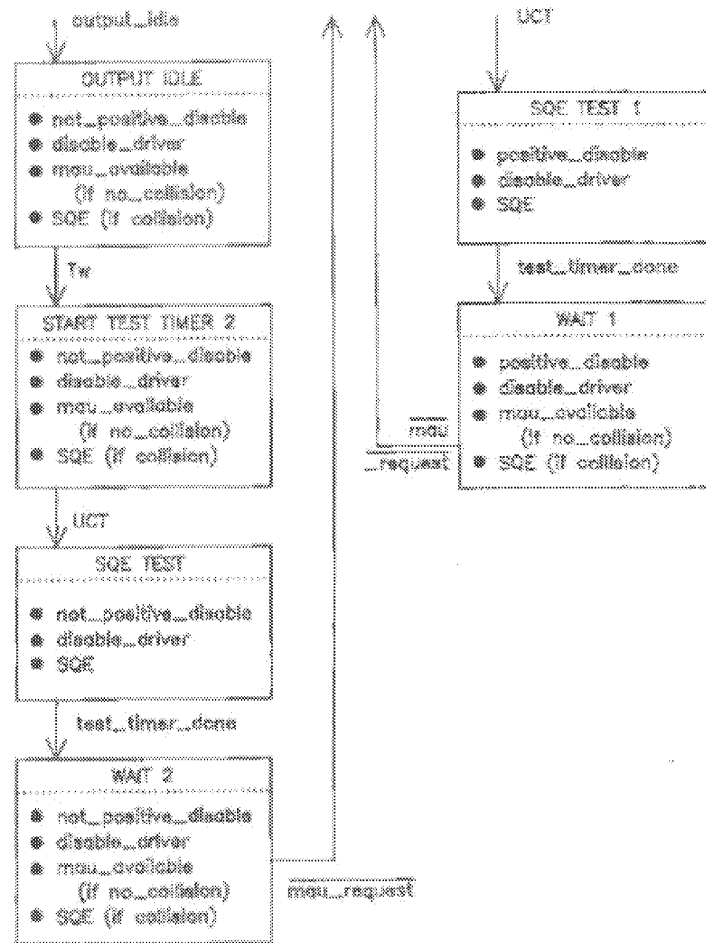 output_idle
OUTPUT IDLE
● not_positive_disable
● disable_driver
● mau_available
(if no_collision)
● SQE (if collision)
Tw
START TEST TIMER 2
● not_positive_disable
● disable_driver
● mau_available
(if no_collision)
● SQE (if collision)
UCT
SQE TEST
● not_positive_disable
● disable_driver
● SQE
test_timer_done
WAIT 2
● not_positive_disable
● disable_driver
● mau_available
(if no_collision)
● SQE (if collision)
mau_request
UCT
SQE TEST 1
● positive_disable
● disable_driver
● SQE
test_timer_done
WAIT 1
● positive_disable
● disable_driver
● mau_available
(if no_collision)
● SQE (if collision)
mau
_request